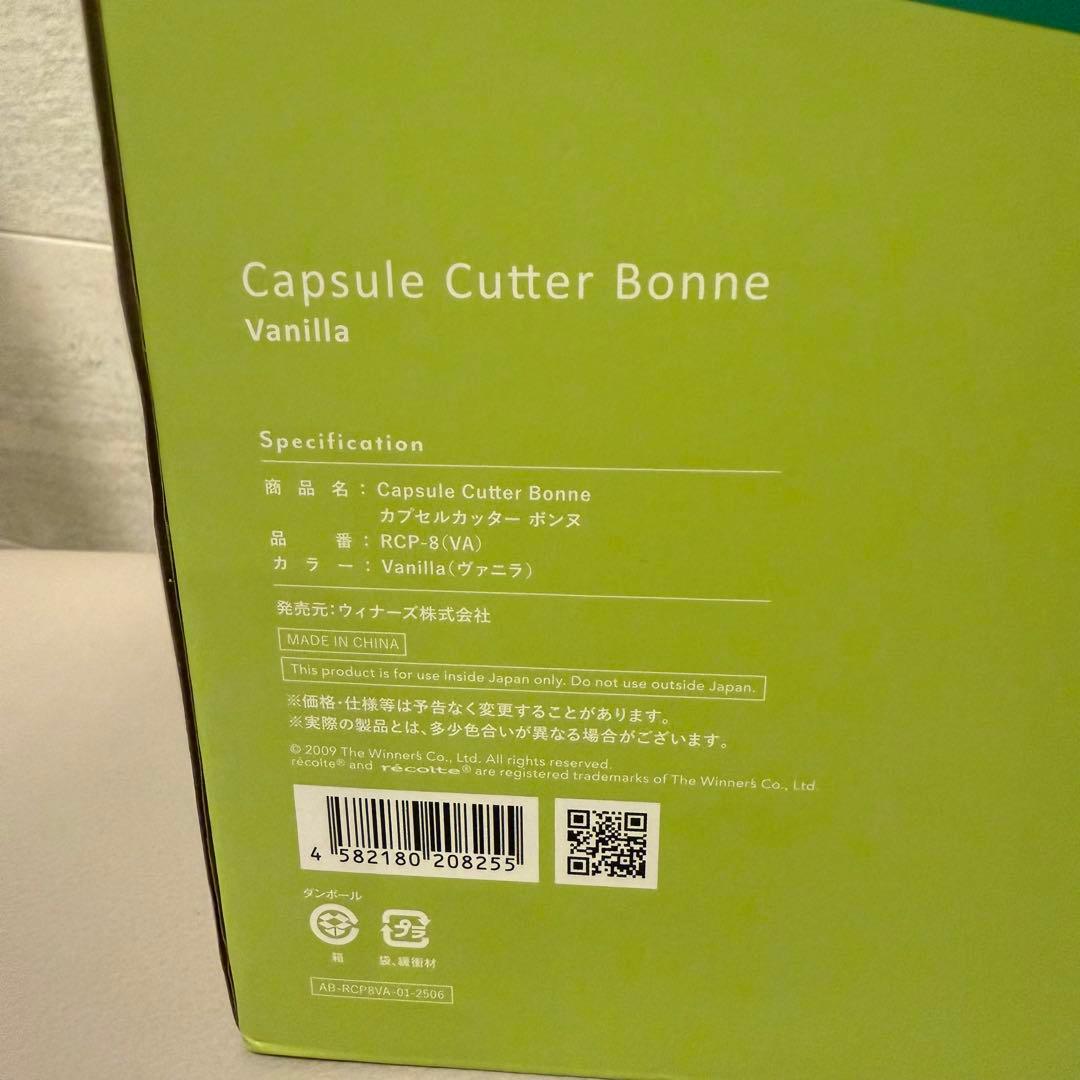 Capsule Cutter Bonne
Vanilla
Specification
商品名：Capsule Cutter Bonne
カプセルカッター ボンヌ
品番：RCP-8（VA）
カラー：Vanilla（ヴァニラ）
発売元：ウィナーズ株式会社
MADE IN CHINA
This product is for use inside Japan only. Do not use outside Japan.
※価格・仕様等は予告なく変更することがあります。
※実際の製品とは、多少色合いが異なる場合がございます。
© 2009 The Winner's Co., Ltd. All rights reserved.
récolte® and récolte® are registered trademarks of The Winner's Co., Ltd.
4 582180 208255
ダンボール
プラ
箱
袋、緩衝材
AB-RCP8VA-01-2506